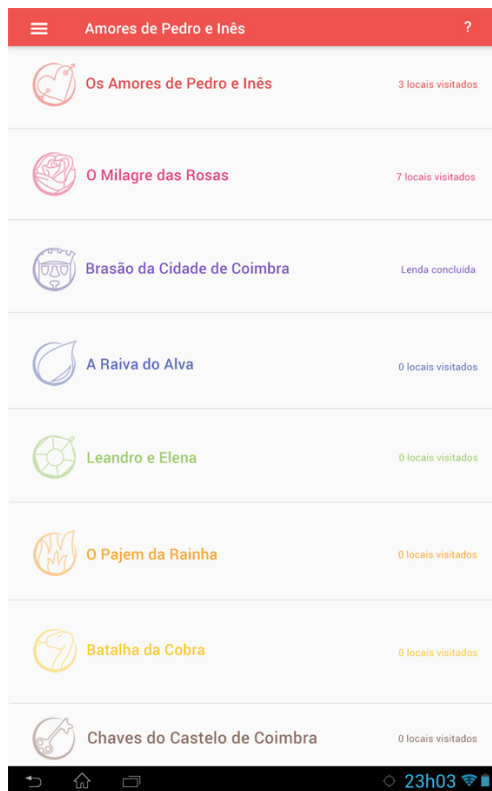 Amores de Pedro e Inês ?
Os Amores de Pedro e Inês 3 locais visitados
O Milagre das Rosas 7 locais visitados
Brasão da Cidade de Coimbra Lenda concluída
A Raiva do Alva 0 locais visitados
Leandro e Elena 0 locais visitados
O Pajem da Rainha 0 locais visitados
Batalha da Cobra 0 locais visitados
Chaves do Castelo de Coimbra 0 locais visitados
23h03